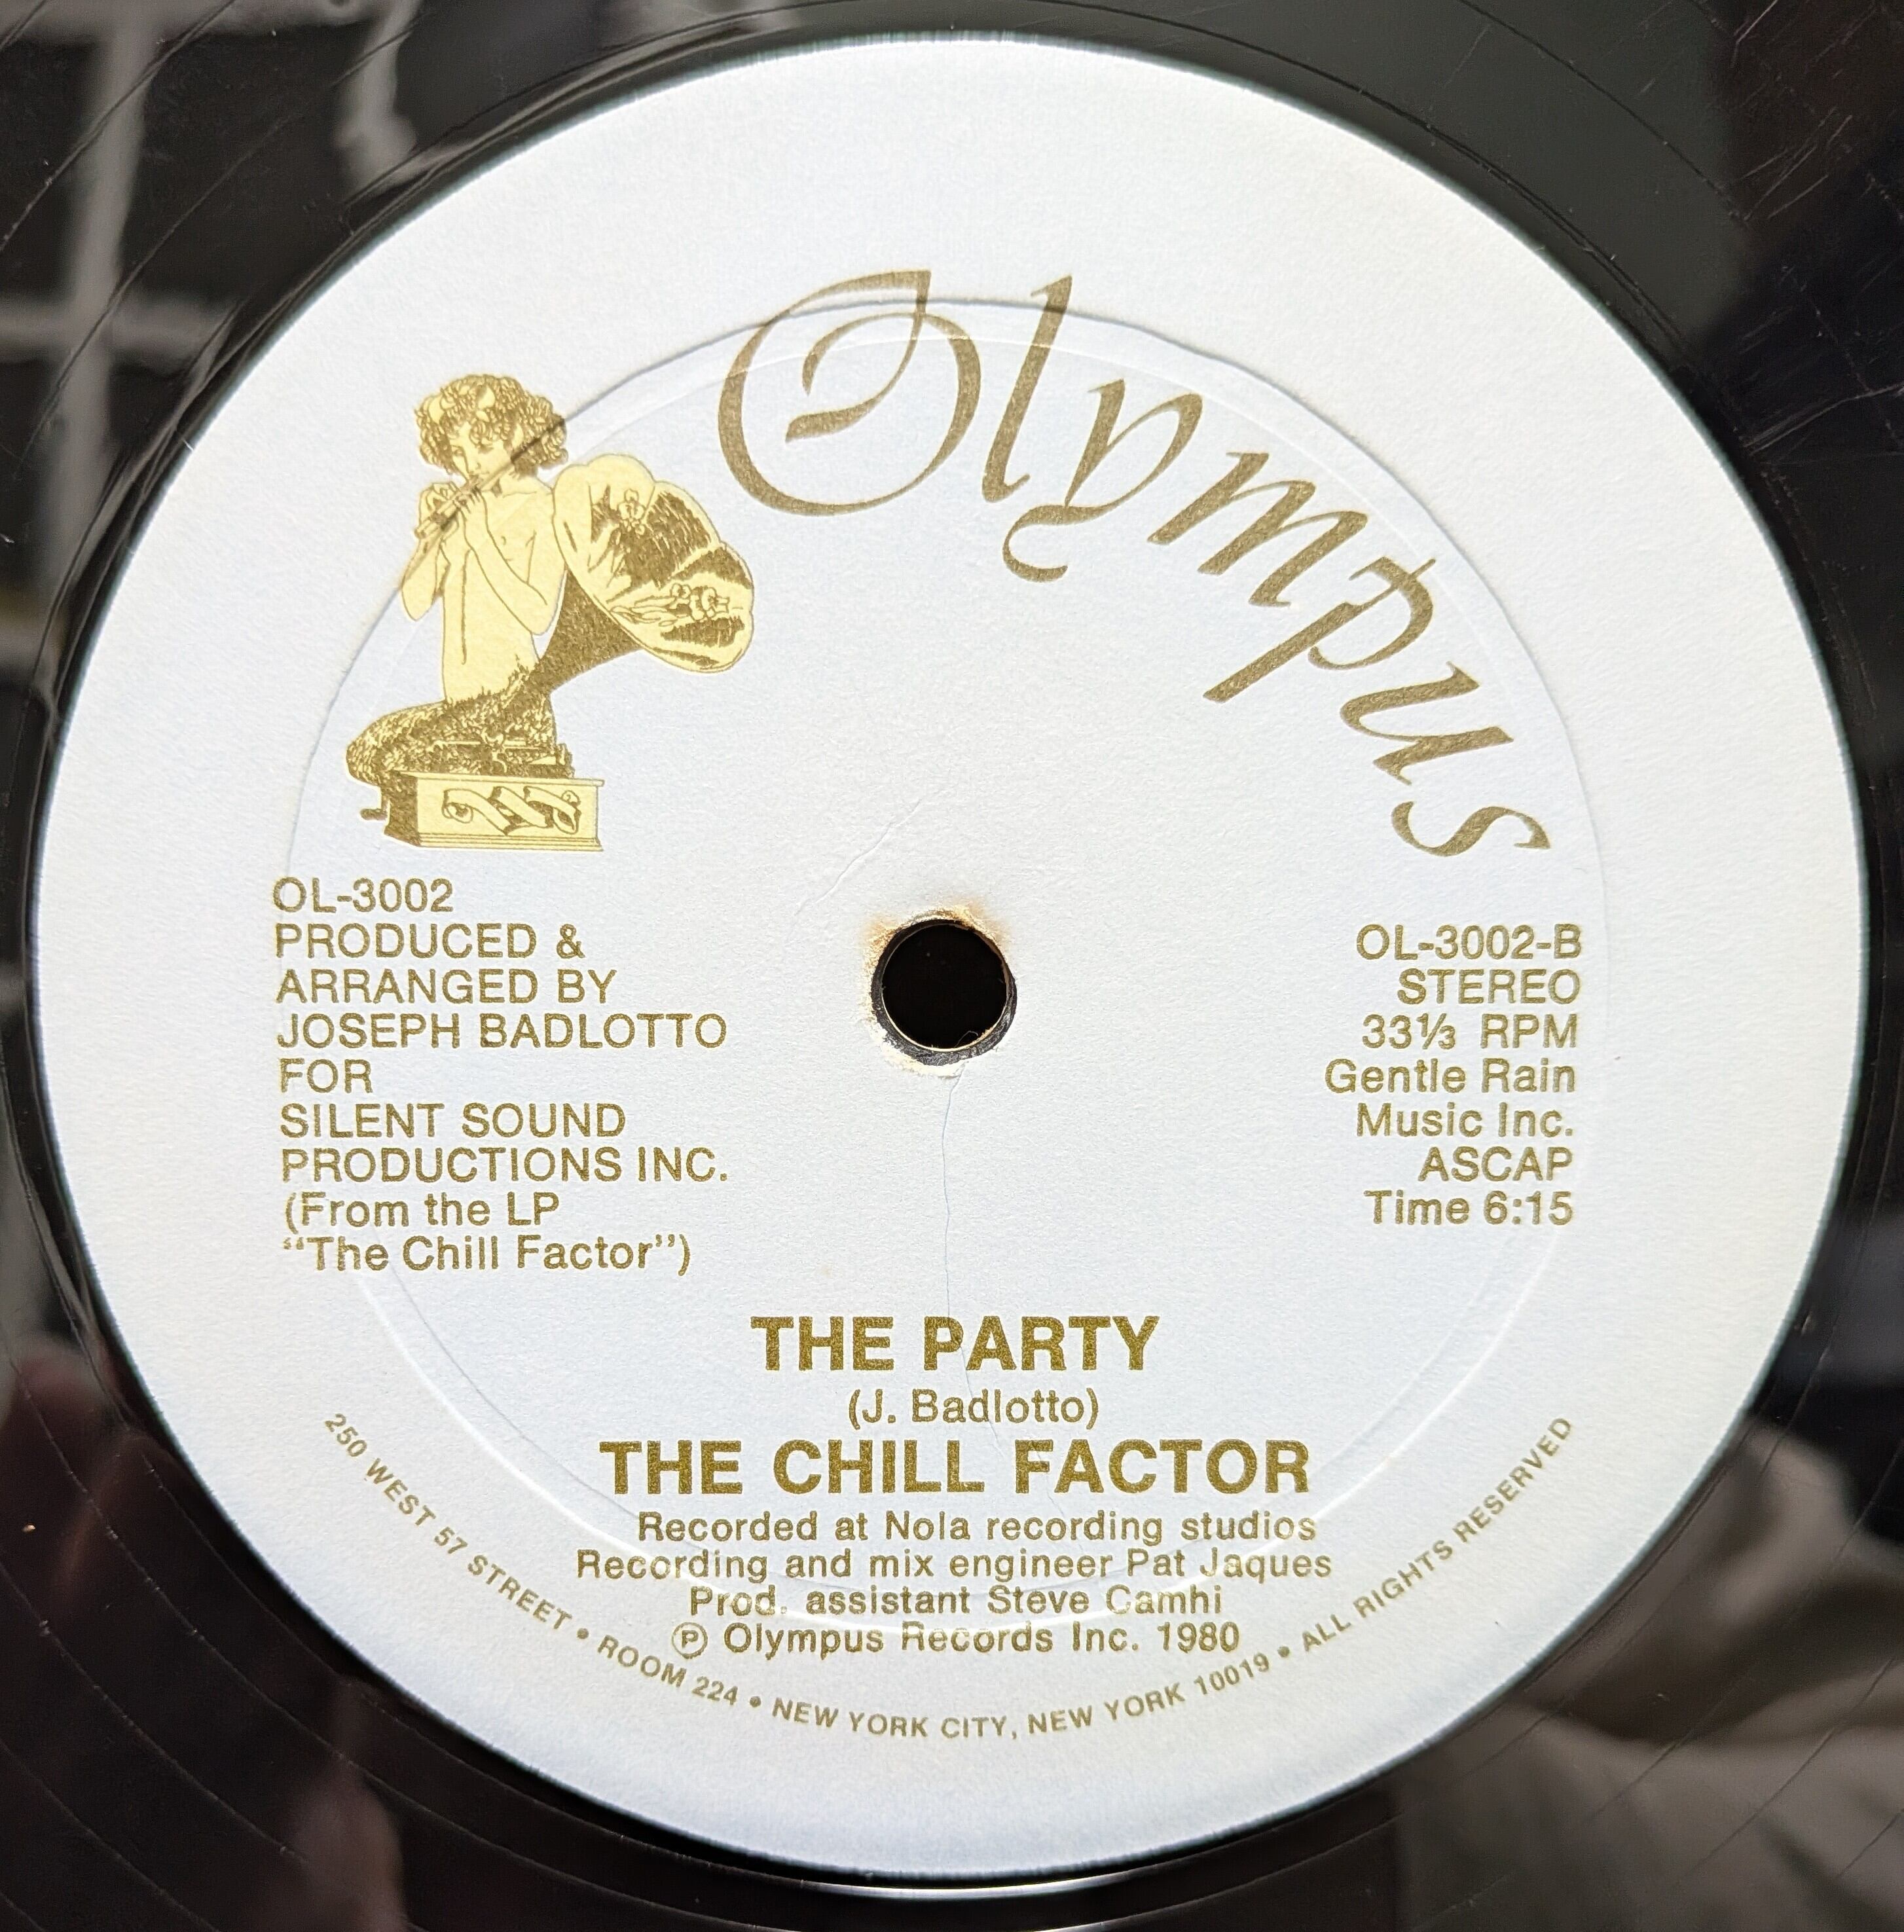 Olympus
OL-3002
PRODUCED &
ARRANGED BY
JOSEPH BADLOTTO
FOR
SILENT SOUND
PRODUCTIONS INC.
(From the LP
“The Chill Factor”)
OL-3002-B
STEREO
33⅓ RPM
Gentle Rain
Music Inc.
ASCAP
Time 6:15
THE PARTY
(J. Badlotto)
THE CHILL FACTOR
Recorded at Nola recording studios
Recording and mix engineer Pat Jaques
Prod. assistant Steve Camhi
Ⓟ Olympus Records Inc. 1980
250 WEST 57 STREET • ROOM 224 • NEW YORK CITY, NEW YORK 10019 • ALL RIGHTS RESERVED